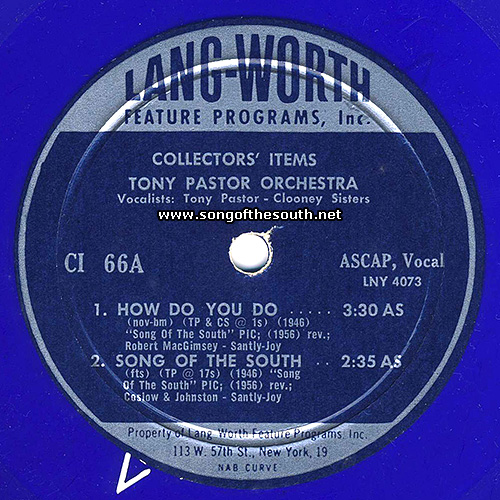 LANG-WORTH
FEATURE PROGRAMS, Inc.
COLLECTORS' ITEMS
TONY PASTOR ORCHESTRA
Vocalists: Tony Pastor - Clooney Sisters
www.songofthesouth.net
CI 66A
ASCAP, Vocal
LNY 4073
1. HOW DO YOU DO ..... 3:30 AS
(nov-bm) (TP & CS @ 1s) (1946)
"Song Of The South" PIC; (1956) rev.;
Robert MacGimsey - Santly-Joy
2. SONG OF THE SOUTH .. 2:35 AS
(fts) (TP @ 17s) (1946) "Song
Of The South" PIC; (1956) rev.;
Coslow & Johnston - Santly-Joy
Property of Lang Worth Feature Programs, Inc.
113 W. 57th St., New York, 19
NAB CURVE